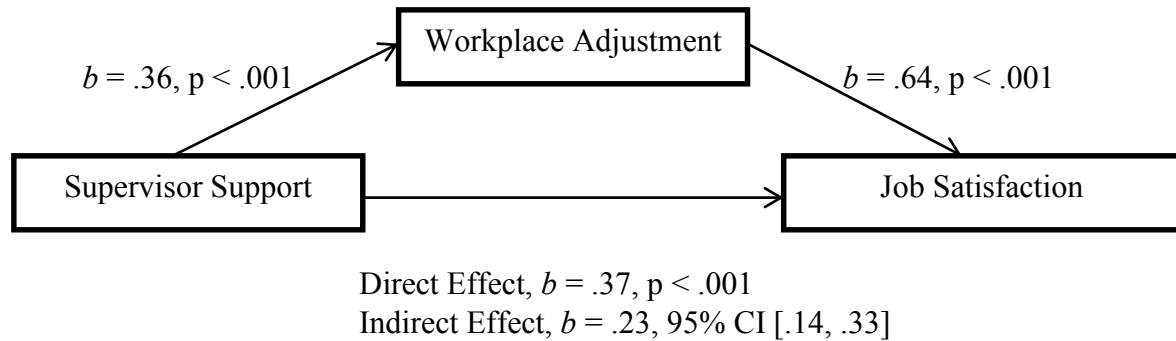 Workplace Adjustment
b = .36, p < .001
b = .64, p < .001
Supervisor Support
Job Satisfaction
Direct Effect, b = .37, p < .001
Indirect Effect, b = .23, 95% CI [.14, .33]